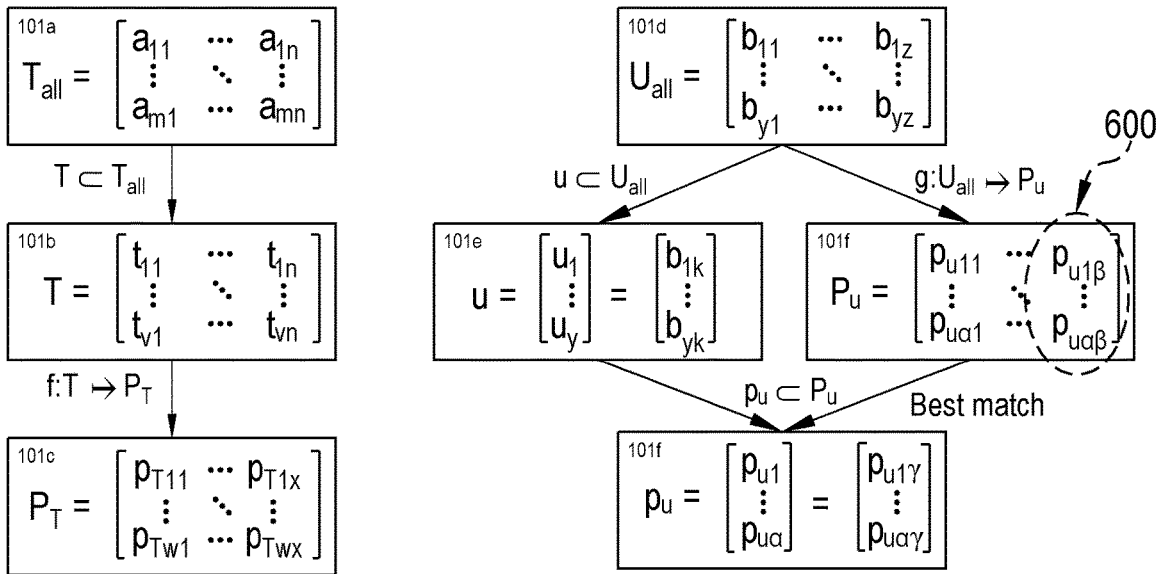 101a
T_all = [a_11 ⋯ a_1n
⋮ ⋱ ⋮
a_m1 ⋯ a_mn]
T ⊂ T_all
101b
T = [t_11 ⋯ t_1n
⋮ ⋱ ⋮
t_v1 ⋯ t_vn]
f:T ↦ P_T
101c
P_T = [p_T11 ⋯ p_T1x
⋮ ⋱ ⋮
p_Tw1 ⋯ p_Twx]
101d
U_all = [b_11 ⋯ b_1z
⋮ ⋱ ⋮
b_y1 ⋯ b_yz]
600
u ⊂ U_all
g:U_all ↦ P_u
101e
u = [u_1 ⋮ u_y] = [b_1k ⋮ b_yk]
101f
P_u = [p_u11 ⋯ p_u1β
⋮ ⋱ ⋮
p_uα1 ⋯ p_uαβ]
p_u ⊂ P_u
Best match
101f
p_u = [p_u1 ⋮ p_uα] = [p_u1γ ⋮ p_uαγ]